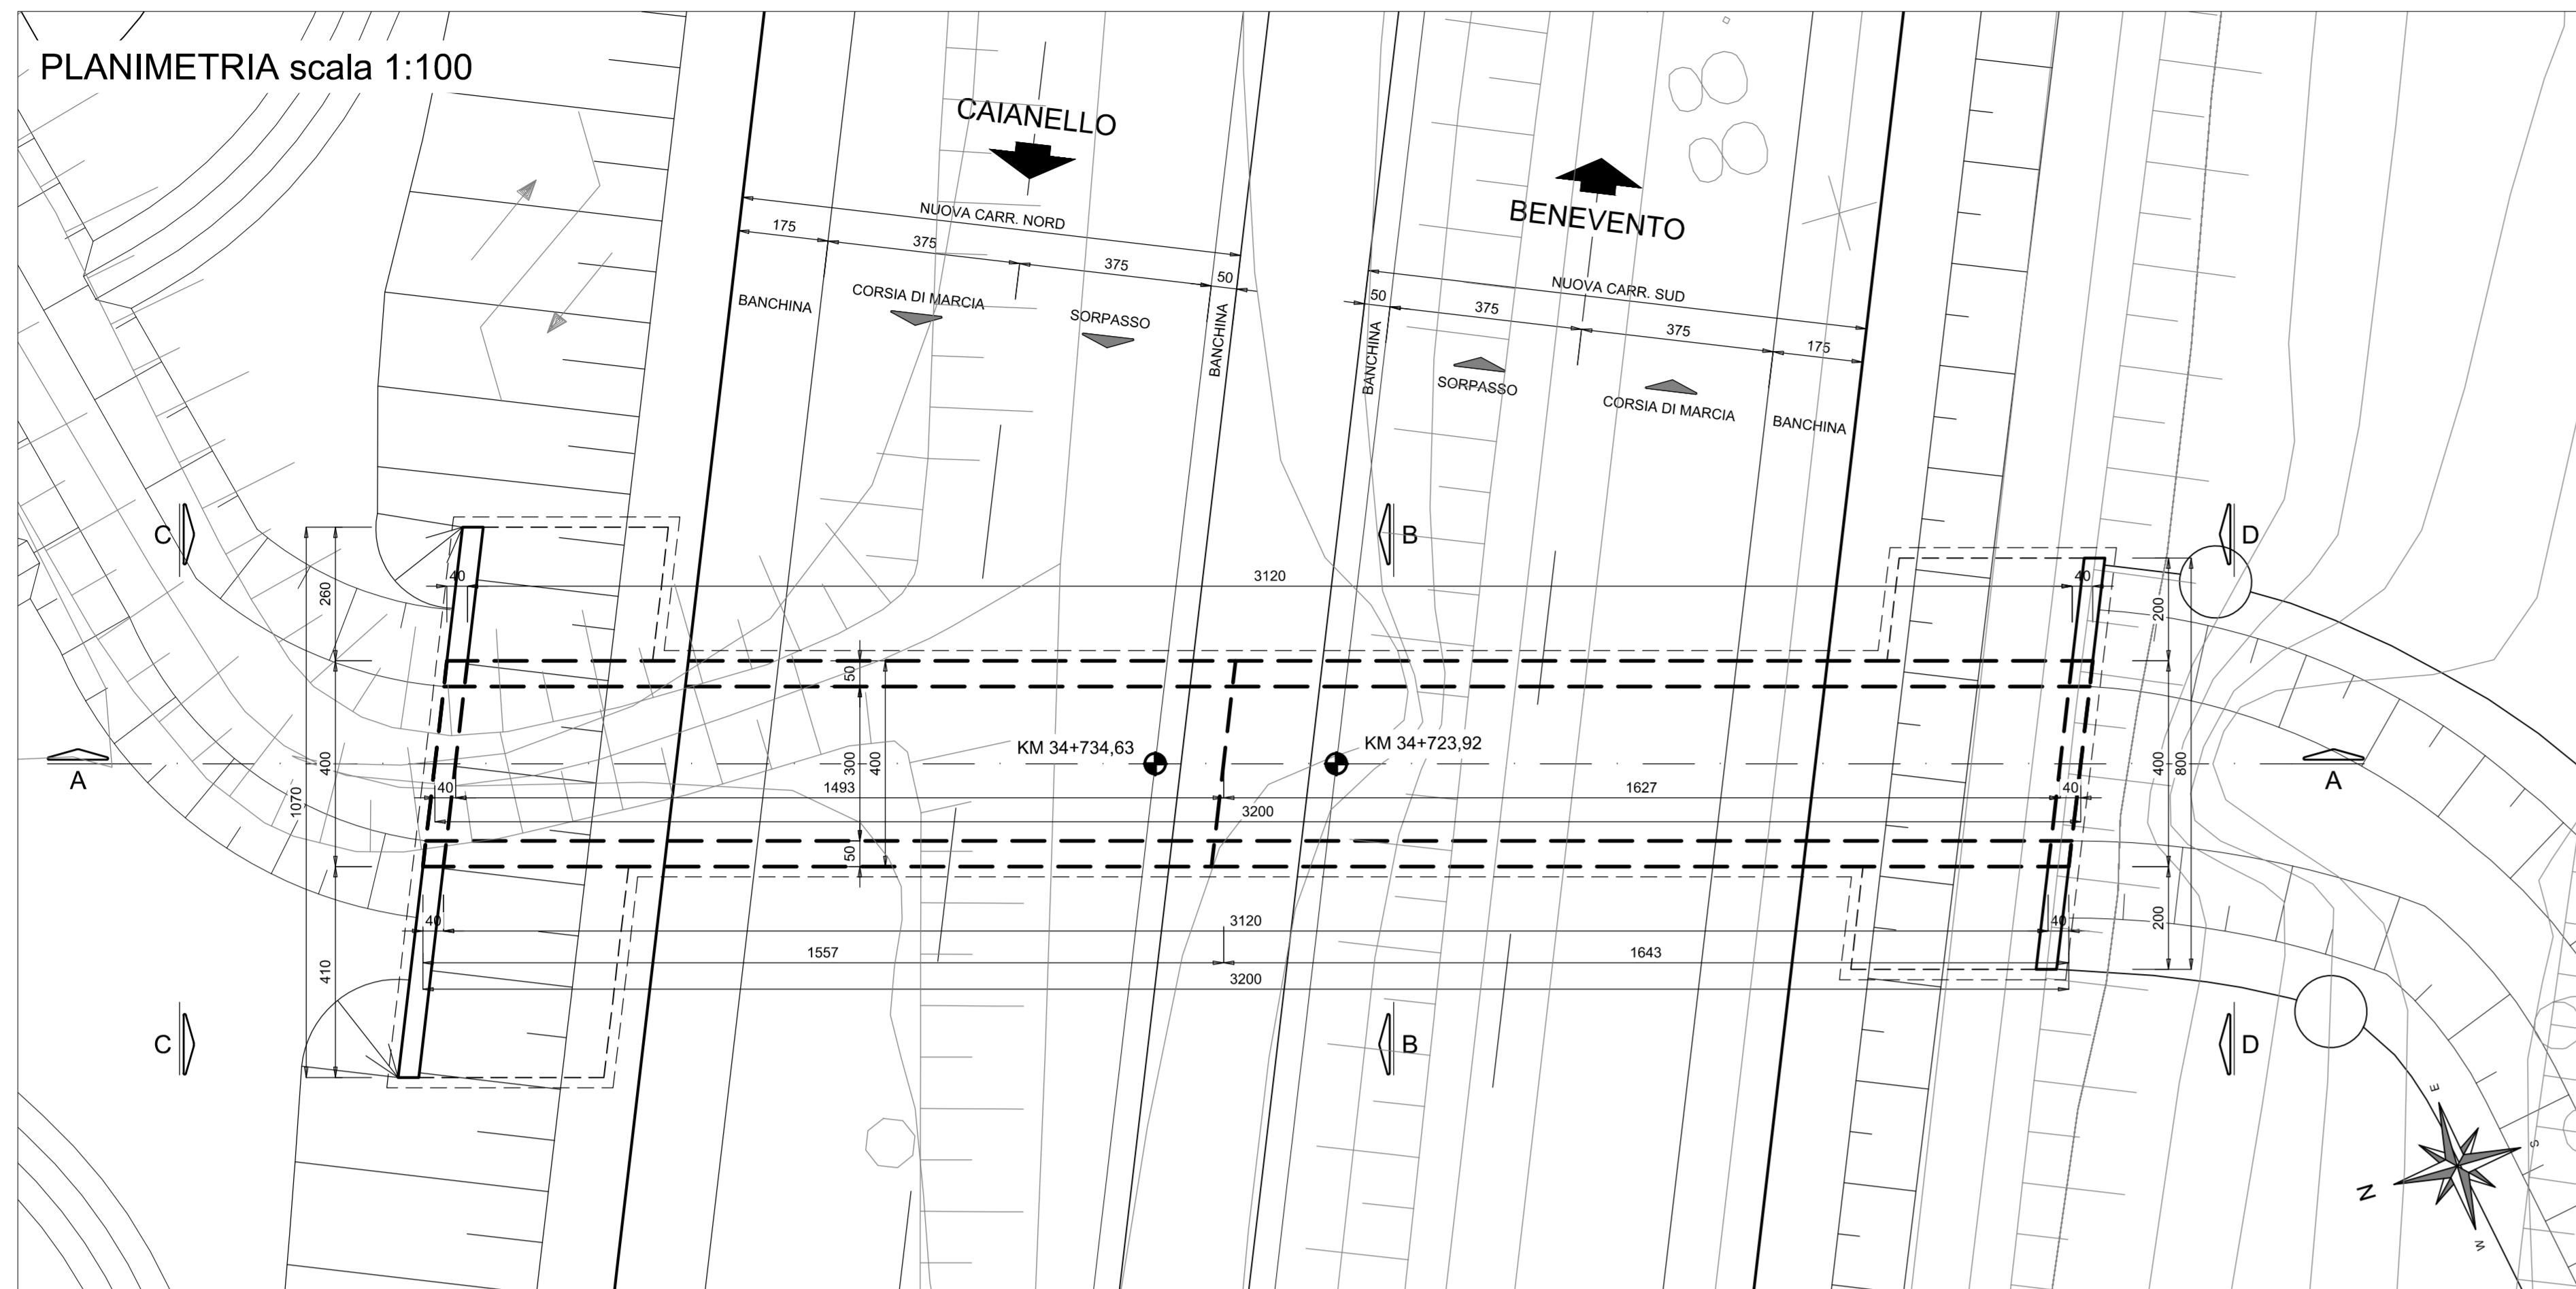 PLANIMETRIA scala 1:100
CAIANELLO
BENEVENTO
NUOVA CARR. NORD
175
375
375
50
NUOVA CARR. SUD
50
375
375
175
BANCHINA
CORSIA DI MARCIA
SORPASSO
BANCHINA
BANCHINA
SORPASSO
CORSIA DI MARCIA
BANCHINA
C
B
D
40
3120
40
260
200
50
KM 34+734,63
KM 34+723,92
A
A
400
1070
300
400
400
800
40
1493
1627
40
3200
50
40
3120
40
410
200
1557
1643
3200
C
B
D
E
S
N
W